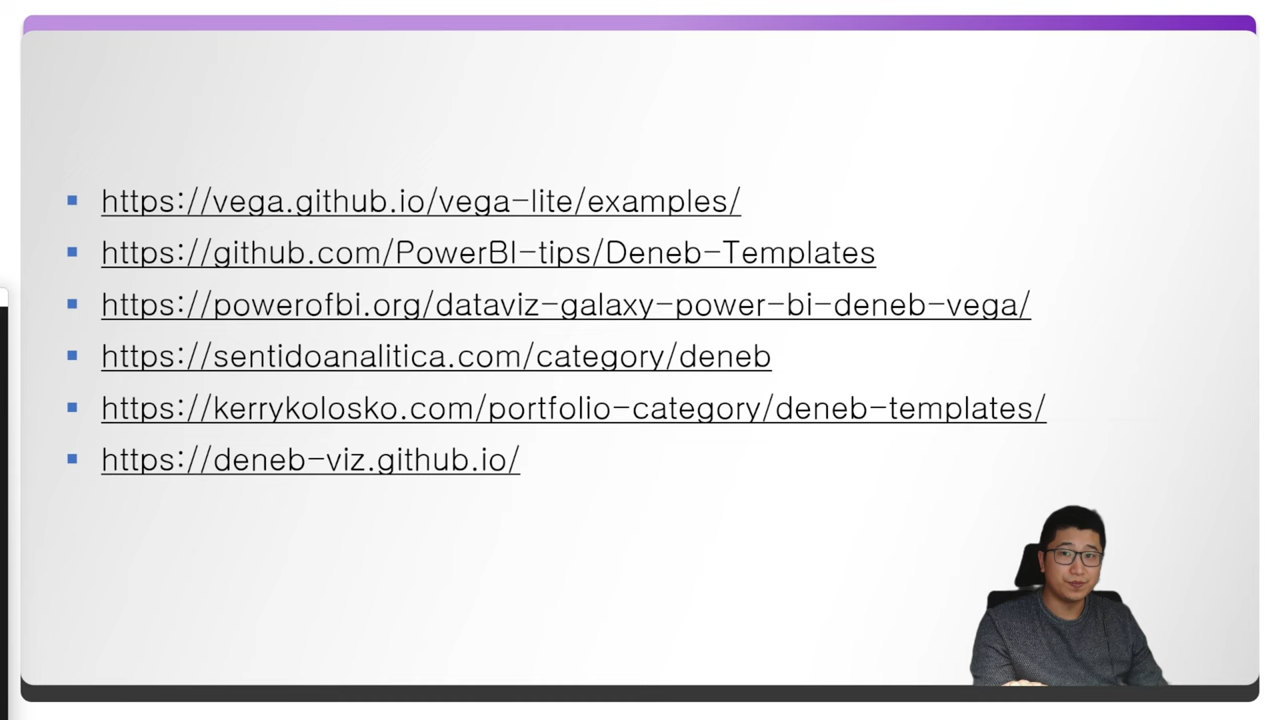 https://vega.github.io/vega-lite/examples/
https://github.com/PowerBI-tips/Deneb-Templates
https://powerofbi.org/dataviz-galaxy-power-bi-deneb-vega/
https://sentidoanalitica.com/category/deneb
https://kerrykolosko.com/portfolio-category/deneb-templates/
https://deneb-viz.github.io/